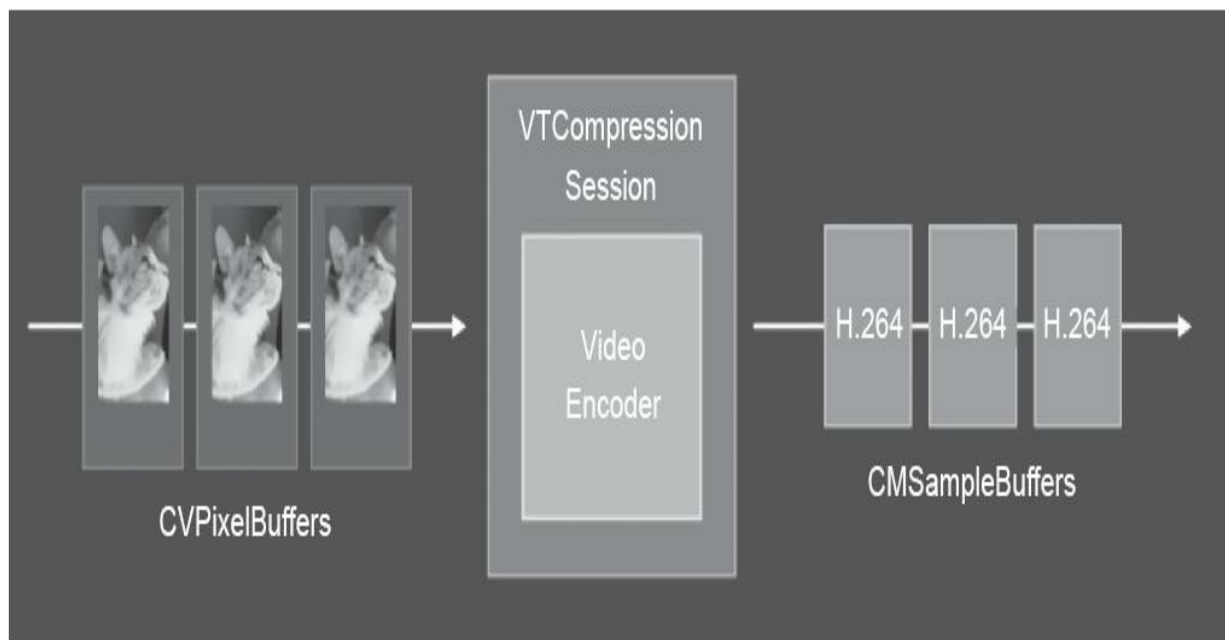 VTCompression
Session
Video
Encoder
CVPixelBuffers
H.264
H.264
H.264
CMSampleBuffers